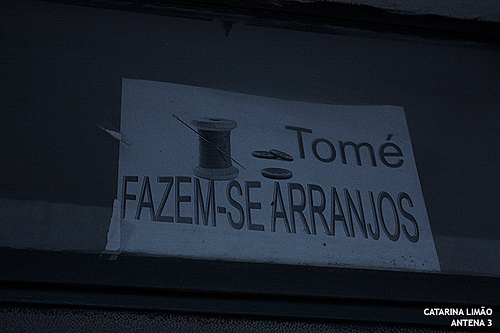 Tomé
FAZEM-SE ARRANJOS
CATARINA LIMÃO
ANTENA 3